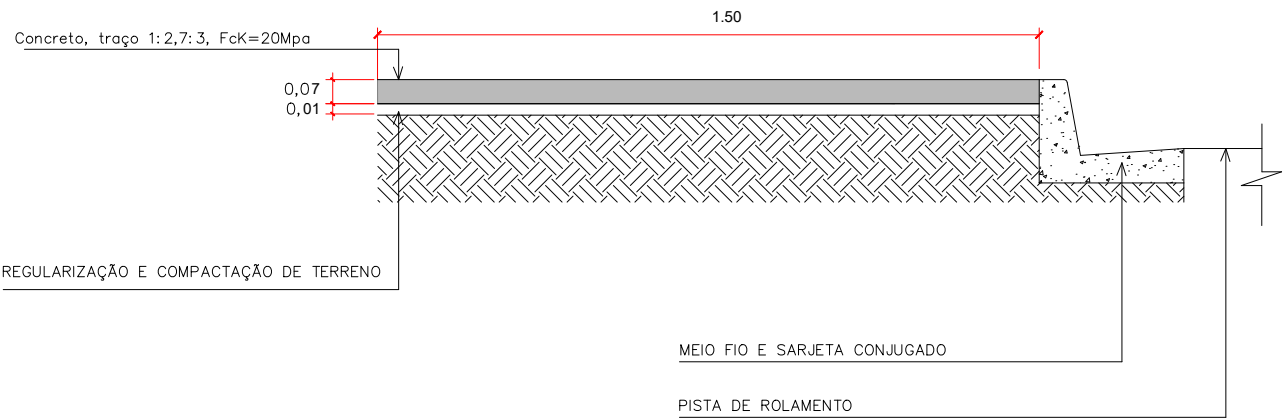 1.50
Concreto, traço 1:2,7:3, FcK=20Mpa
0,07
0,01
REGULARIZAÇÃO E COMPACTAÇÃO DE TERRENO
MEIO FIO E SARJETA CONJUGADO
PISTA DE ROLAMENTO